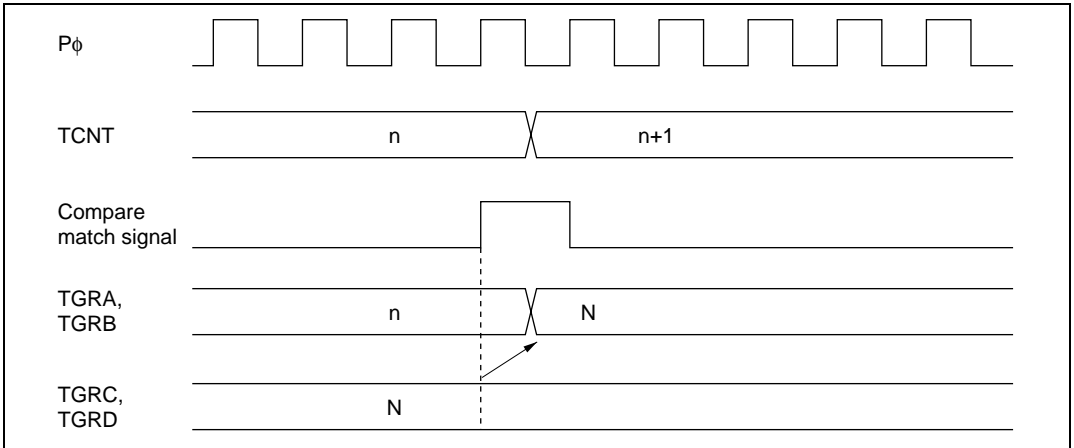 Pϕ
TCNT
n
n+1
Compare
match signal
TGRA,
TGRB
n
N
TGRC,
TGRD
N